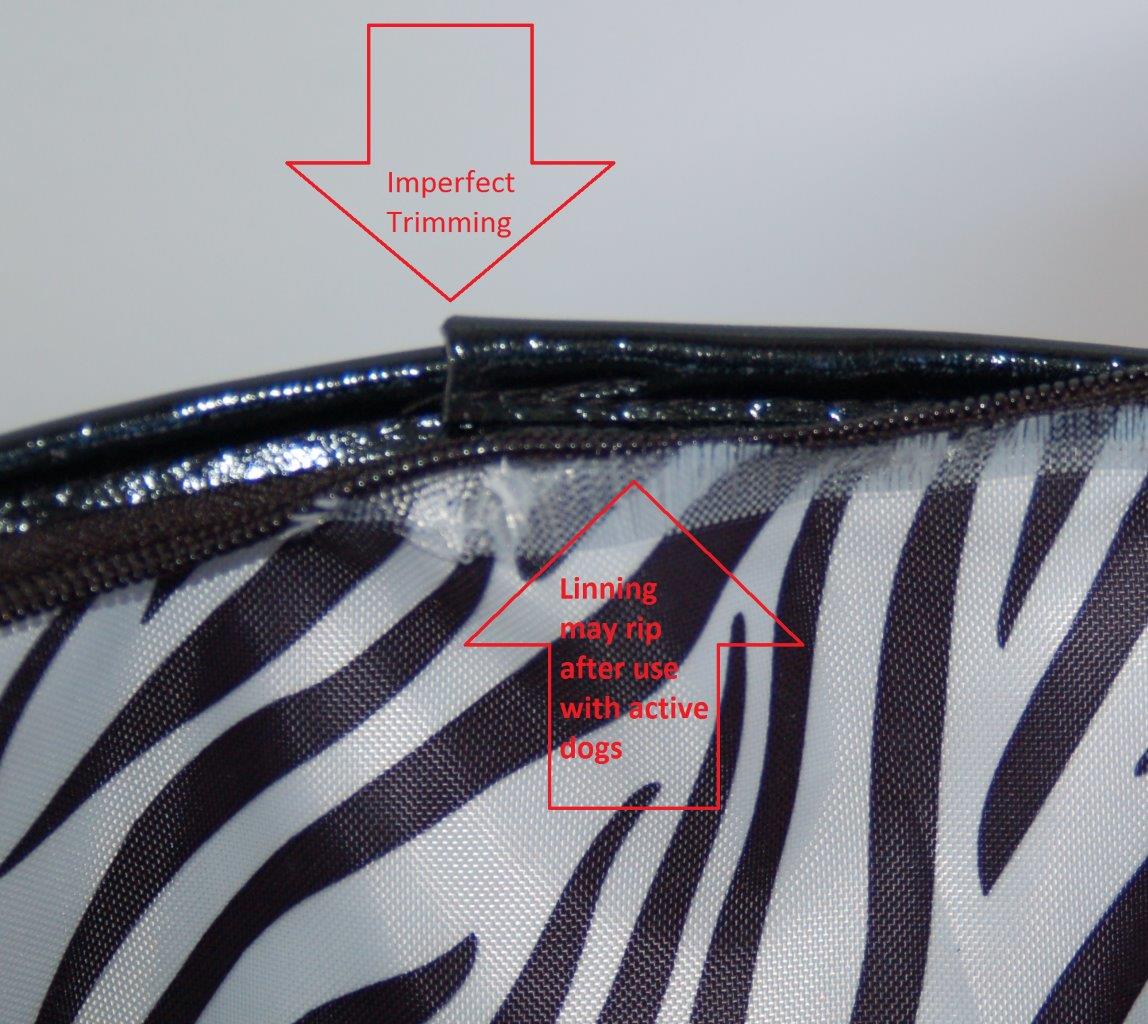 Imperfect
Trimming
Linning
may rip
after use
with active
dogs